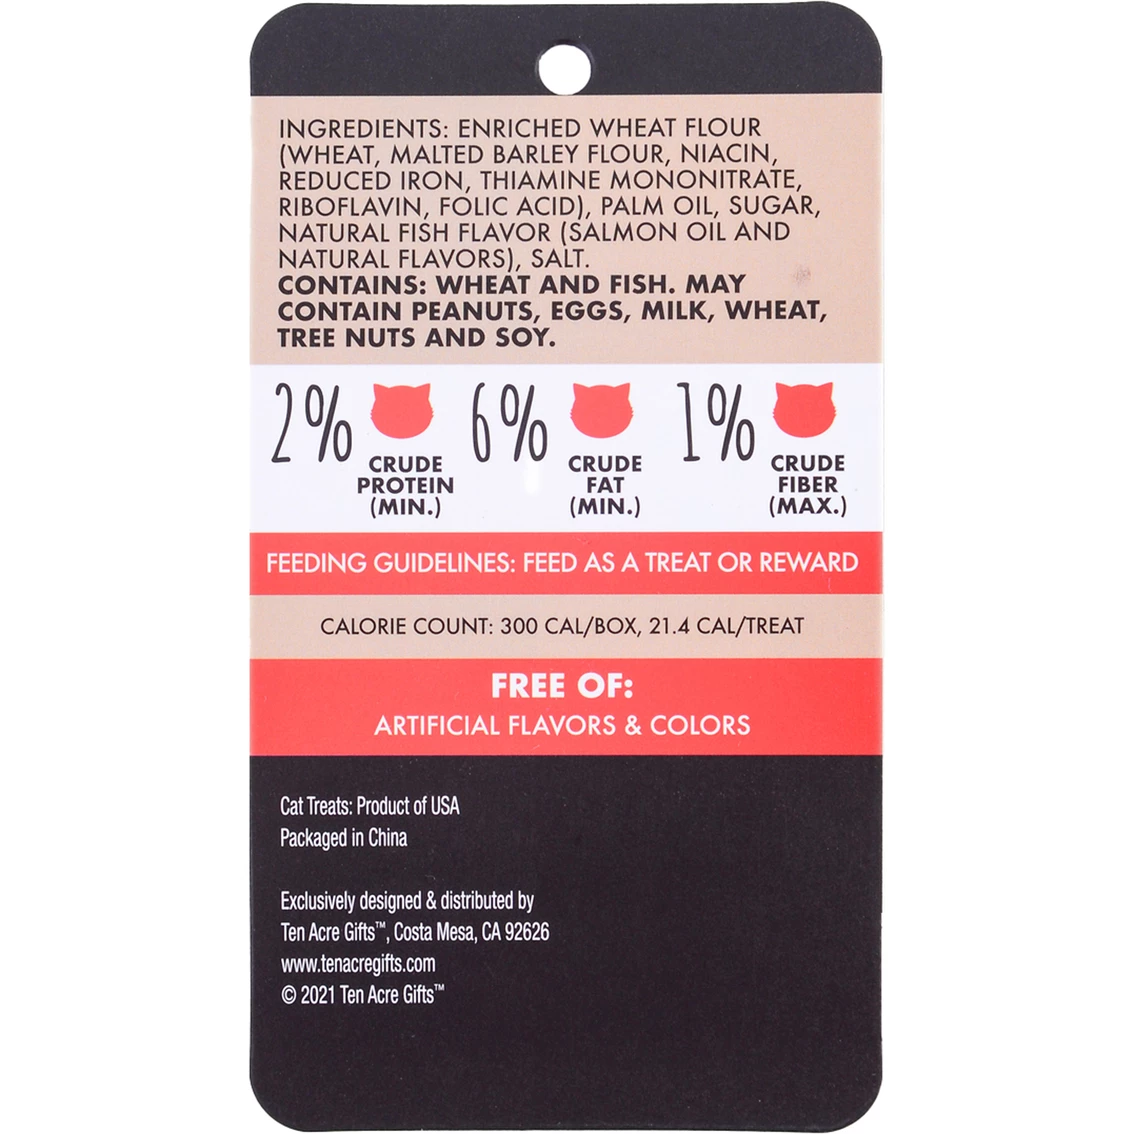 INGREDIENTS: ENRICHED WHEAT FLOUR
(WHEAT, MALTED BARLEY FLOUR, NIACIN,
REDUCED IRON, THIAMINE MONONITRATE,
RIBOFLAVIN, FOLIC ACID), PALM OIL, SUGAR,
NATURAL FISH FLAVOR (SALMON OIL AND
NATURAL FLAVORS), SALT.
CONTAINS: WHEAT AND FISH. MAY
CONTAIN PEANUTS, EGGS, MILK, WHEAT,
TREE NUTS AND SOY.
2%
CRUDE
PROTEIN
(MIN.)
6%
CRUDE
FAT
(MIN.)
1%
CRUDE
FIBER
(MAX.)
FEEDING GUIDELINES: FEED AS A TREAT OR REWARD
CALORIE COUNT: 300 CAL/BOX, 21.4 CAL/TREAT
FREE OF:
ARTIFICIAL FLAVORS & COLORS
Cat Treats: Product of USA
Packaged in China
Exclusively designed & distributed by
Ten Acre Gifts™, Costa Mesa, CA 92626
www.tenacregifts.com
© 2021 Ten Acre Gifts™